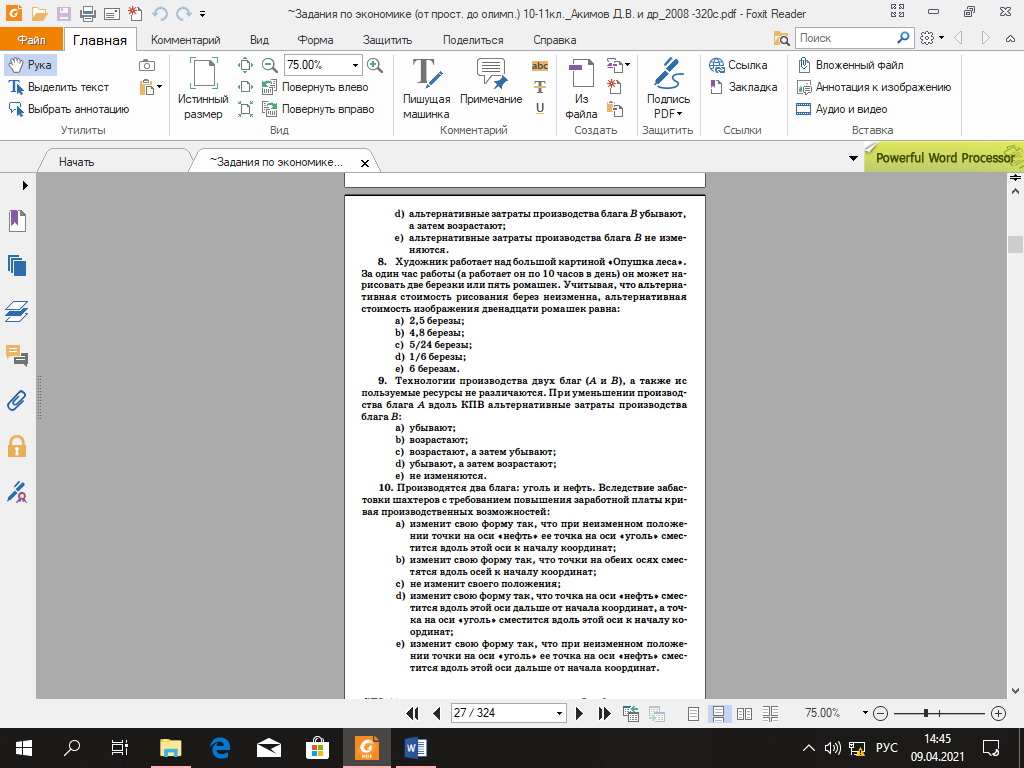 ~Задания по экономике (от прост. до олимп.) 10-11кл._Акимов Д.В. и др_2008 -320с.pdf - Foxit Reader
Файл Главная Комментарий Вид Форма Защитить Поделиться Справка Поиск
Рука
Выделить текст
Выбрать аннотацию
Утилиты
Истинный размер
75.00%
Повернуть влево
Повернуть вправо
Вид
Пишущая машинка
Примечание
Комментарий
Из файла
Создать
Подпись PDF
Защитить
Ссылка
Закладка
Ссылки
Вложенный файл
Аннотация к изображению
Аудио и видео
Вставка
Начать
~Задания по экономике...
Powerful Word Processor
d) альтернативные затраты производства блага B убывают,
а затем возрастают;
e) альтернативные затраты производства блага B не изме-
няются.
8. Художник работает над большой картиной «Опушка леса».
За один час работы (а работает он по 10 часов в день) он может на-
рисовать две березки или пять ромашек. Учитывая, что альтерна-
тивная стоимость рисования берез неизменна, альтернативная
стоимость изображения двенадцати ромашек равна:
a) 2,5 березы;
b) 4,8 березы;
c) 5/24 березы;
d) 1/6 березы;
e) 6 березам.
9. Технологии производства двух благ (A и B), а также ис
пользуемые ресурсы не различаются. При уменьшении производ-
ства блага A вдоль КПВ альтернативные затраты производства
блага B:
a) убывают;
b) возрастают;
c) возрастают, а затем убывают;
d) убывают, а затем возрастают;
e) не изменяются.
10. Производятся два блага: уголь и нефть. Вследствие забас-
товки шахтеров с требованием повышения заработной платы кри-
вая производственных возможностей:
a) изменит свою форму так, что при неизменном положе-
нии точки на оси «нефть» ее точка на оси «уголь» смес-
тится вдоль этой оси к началу координат;
b) изменит свою форму так, что точки на обеих осях смес-
тятся вдоль осей к началу координат;
c) не изменит своего положения;
d) изменит свою форму так, что точка на оси «нефть» смес-
тится вдоль этой оси дальше от начала координат, а точ-
ка на оси «уголь» сместится вдоль этой оси к началу ко-
ординат;
e) изменит свою форму так, что при неизменном положе-
нии точки на оси «уголь» ее точка на оси «нефть» смес-
тится вдоль этой оси дальше от начала координат.
27 / 324
75.00%
РУС
14:45
09.04.2021